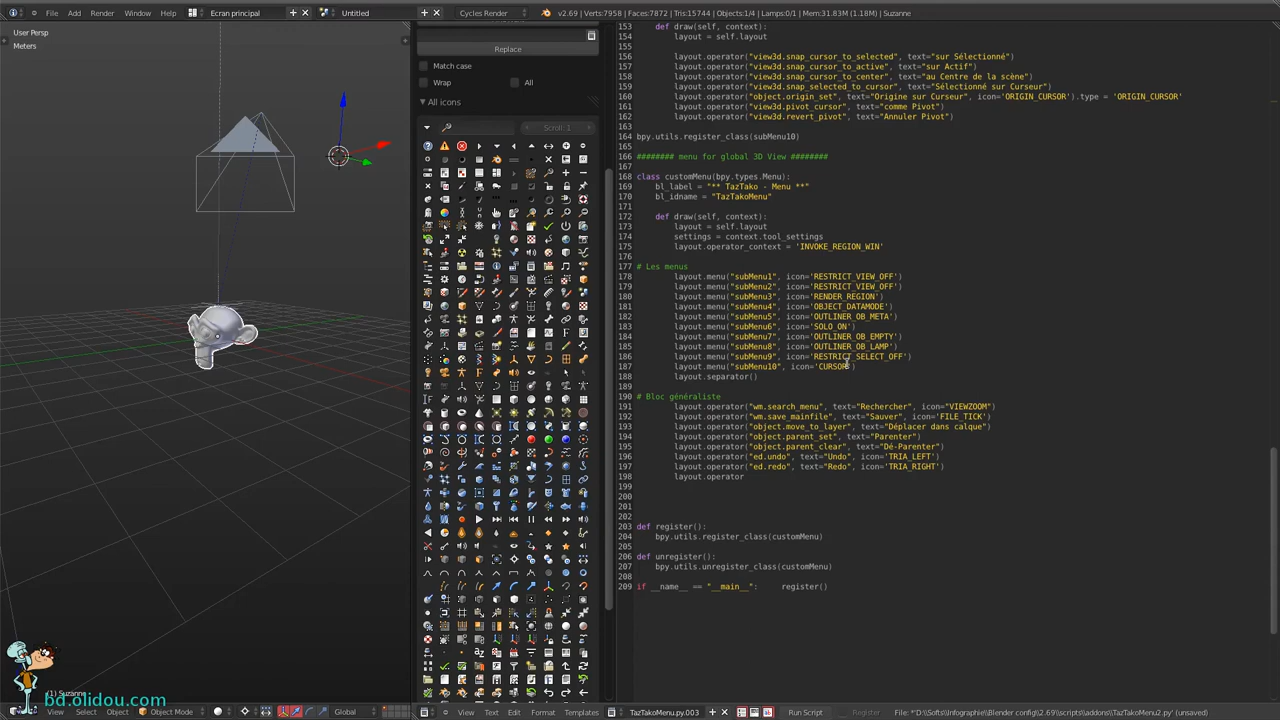 File Add Render Window Help Ecran principal Untitled Cycles Render v2.69 | Verts:7958 | Faces:7872 | Tris:15744 | Objects:1/4 | Lamps:0/1 | Mem:31.83M (1.18M) | Suzanne
User Persp
Meters
(1) Suzanne
bd.olidou.com
View Select Object Object Mode Global
Replace
Match case
Wrap All
All icons
Scroll: 1
153 def draw(self, context):
154 layout = self.layout
155
156 layout.operator("view3d.snap_cursor_to_selected", text="sur Sélectionné")
157 layout.operator("view3d.snap_cursor_to_active", text="sur Actif")
158 layout.operator("view3d.snap_cursor_to_center", text="au Centre de la scène")
159 layout.operator("view3d.snap_selected_to_cursor", text="Sélectionné sur Curseur")
160 layout.operator("object.origin_set", text="Origine sur Curseur", icon='ORIGIN_CURSOR').type = 'ORIGIN_CURSOR'
161 layout.operator("view3d.pivot_cursor", text="comme Pivot")
162 layout.operator("view3d.revert_pivot", text="Annuler Pivot")
163
164 bpy.utils.register_class(subMenu10)
165
166 ######## menu for global 3D View ########
167
168 class customMenu(bpy.types.Menu):
169 bl_label = "** TazTako - Menu **"
170 bl_idname = "TazTakoMenu"
171
172 def draw(self, context):
173 layout = self.layout
174 settings = context.tool_settings
175 layout.operator_context = 'INVOKE_REGION_WIN'
176
177 # Les menus
178 layout.menu("subMenu1", icon='RESTRICT_VIEW_OFF')
179 layout.menu("subMenu2", icon='RESTRICT_VIEW_OFF')
180 layout.menu("subMenu3", icon='RENDER_REGION')
181 layout.menu("subMenu4", icon='OBJECT_DATAMODE')
182 layout.menu("subMenu5", icon='OUTLINER_OB_META')
183 layout.menu("subMenu6", icon='SOLO_ON')
184 layout.menu("subMenu7", icon='OUTLINER_OB_EMPTY')
185 layout.menu("subMenu8", icon='OUTLINER_OB_LAMP')
186 layout.menu("subMenu9", icon='RESTRICT_SELECT_OFF')
187 layout.menu("subMenu10", icon='CURSOR')
188 layout.separator()
189
190 # Bloc généraliste
191 layout.operator("wm.search_menu", text="Rechercher", icon="VIEWZOOM")
192 layout.operator("wm.save_mainfile", text="Sauver", icon='FILE_TICK')
193 layout.operator("object.move_to_layer", text="Déplacer dans calque")
194 layout.operator("object.parent_set", text="Parenter")
195 layout.operator("object.parent_clear", text="Dé-Parenter")
196 layout.operator("ed.undo", text="Undo", icon='TRIA_LEFT')
197 layout.operator("ed.redo", text="Redo", icon='TRIA_RIGHT')
198 layout.operator
199
200
201
202
203 def register():
204 bpy.utils.register_class(customMenu)
205
206 def unregister():
207 bpy.utils.unregister_class(customMenu)
208
209 if __name__ == "__main__": register()
View Text Edit Format Templates TazTakoMenu.py.003 Run Script Register File: *"D:\Softs\Infographie\Blender config\2.69\scripts\addons\TazTakoMenu2.py" (unsaved)